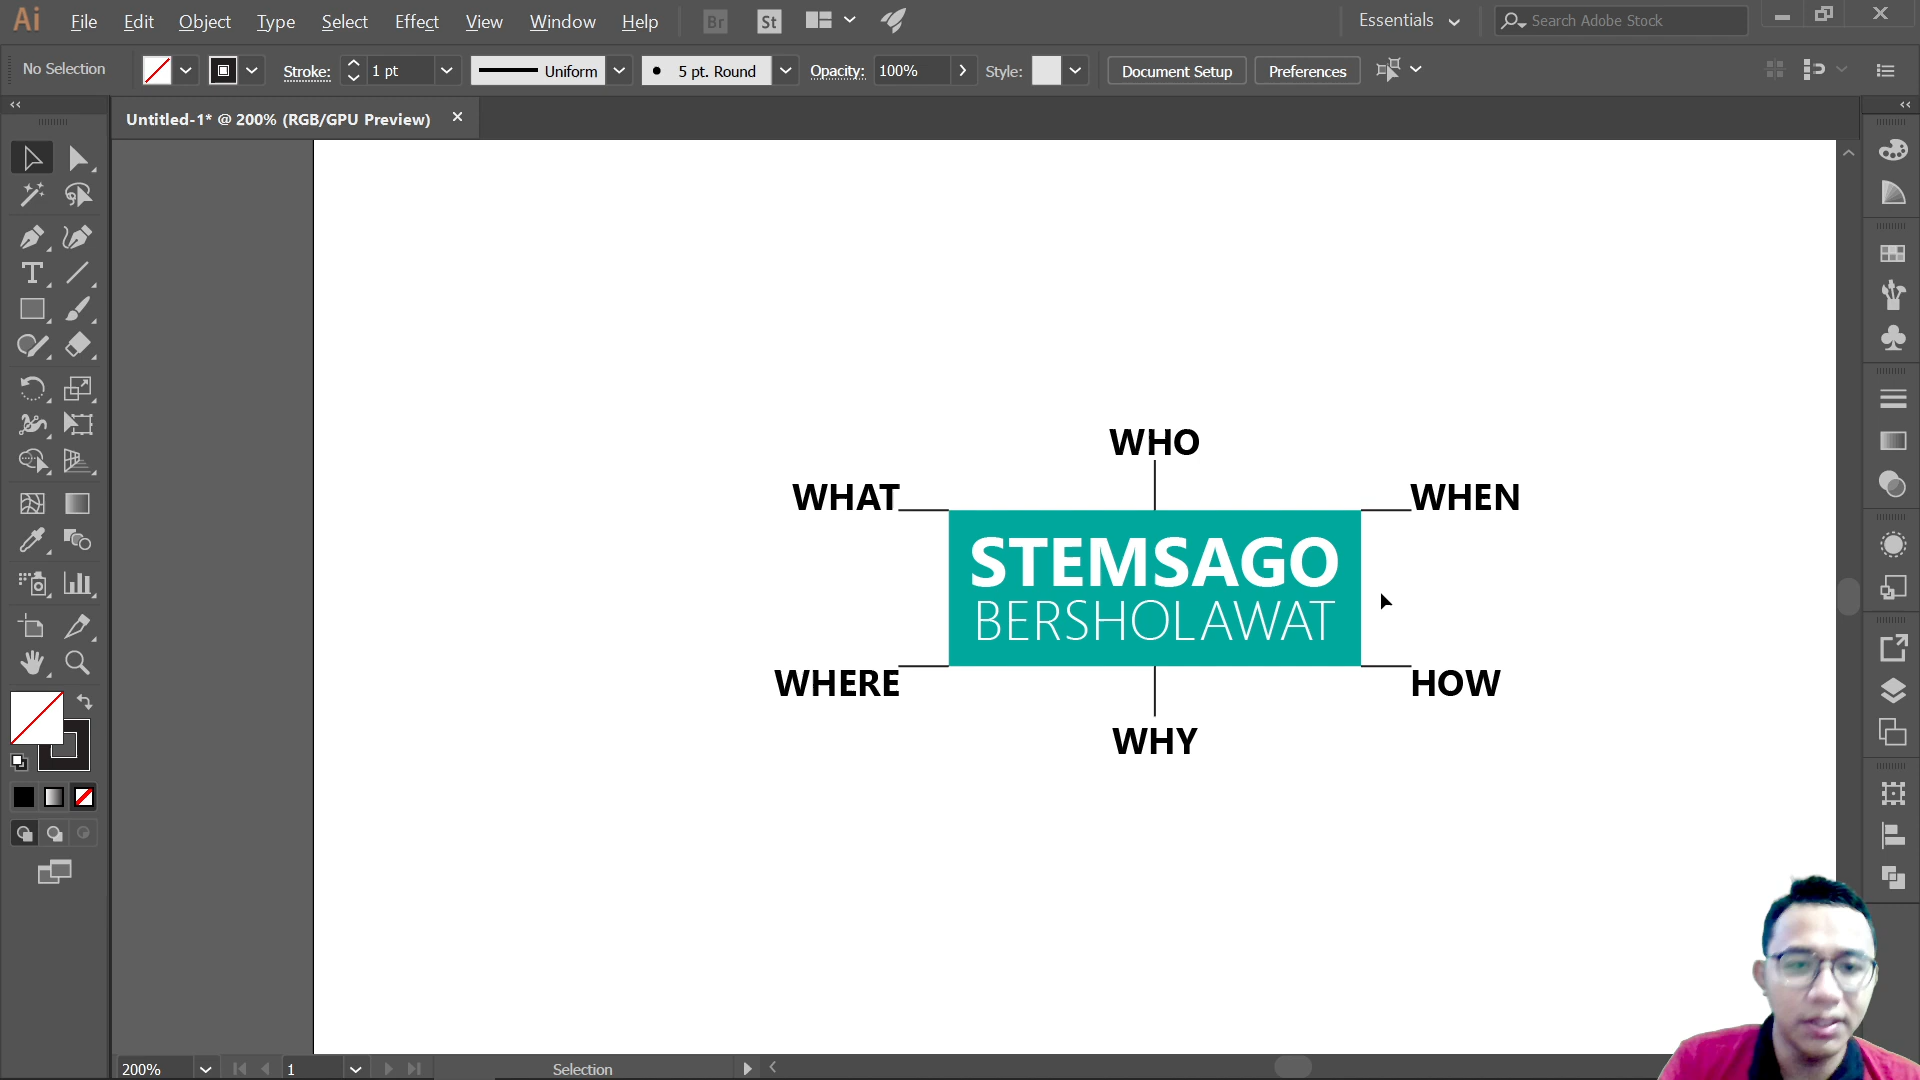 Ai File Edit Object Type Select Effect View Window Help Br St Essentials Search Adobe Stock
No Selection Stroke: 1 pt Uniform 5 pt. Round Opacity: 100% Style: Document Setup Preferences
Untitled-1* @ 200% (RGB/GPU Preview)
WHO
WHAT WHEN
STEMSAGO
BERSHOLAWAT
WHERE HOW
WHY
200% 1 Selection